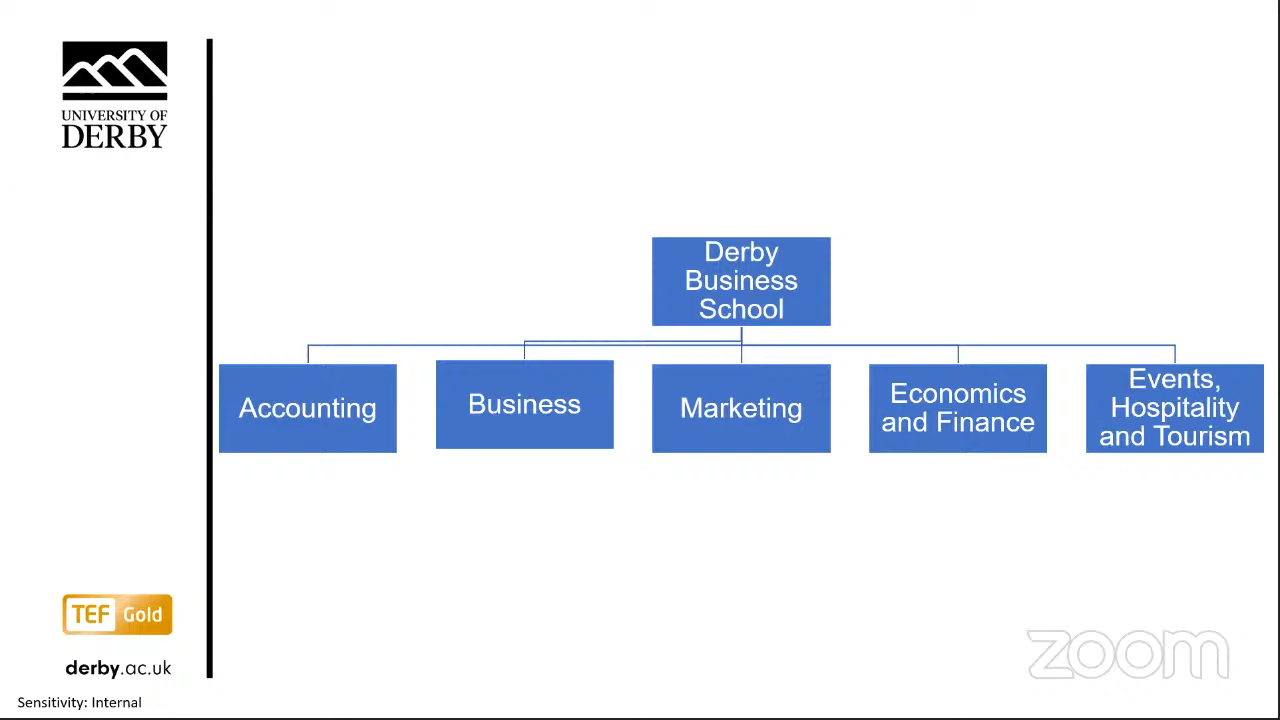 UNIVERSITY OF
DERBY
Derby
Business
School
Accounting
Business
Marketing
Economics
and Finance
Events,
Hospitality
and Tourism
TEF Gold
derby.ac.uk
zoom
Sensitivity: Internal